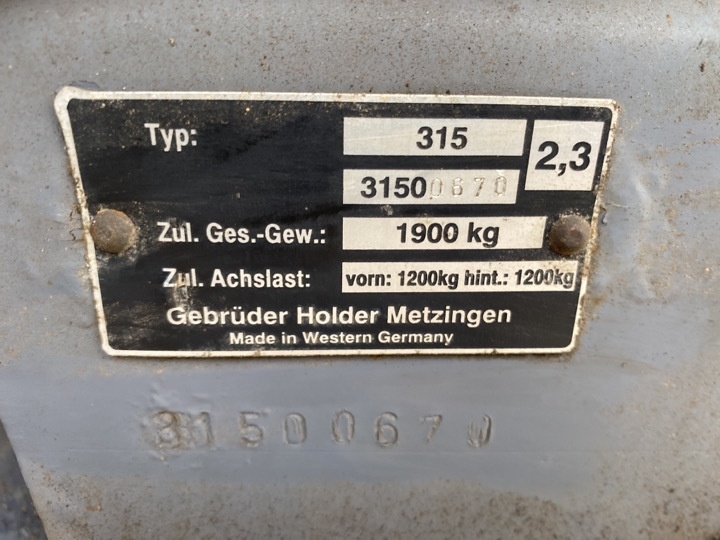 Typ: 315 2,3
31500670
Zul. Ges.-Gew.: 1900 kg
Zul. Achslast: vorn: 1200kg hint.: 1200kg
Gebrüder Holder Metzingen
Made in Western Germany
31500670